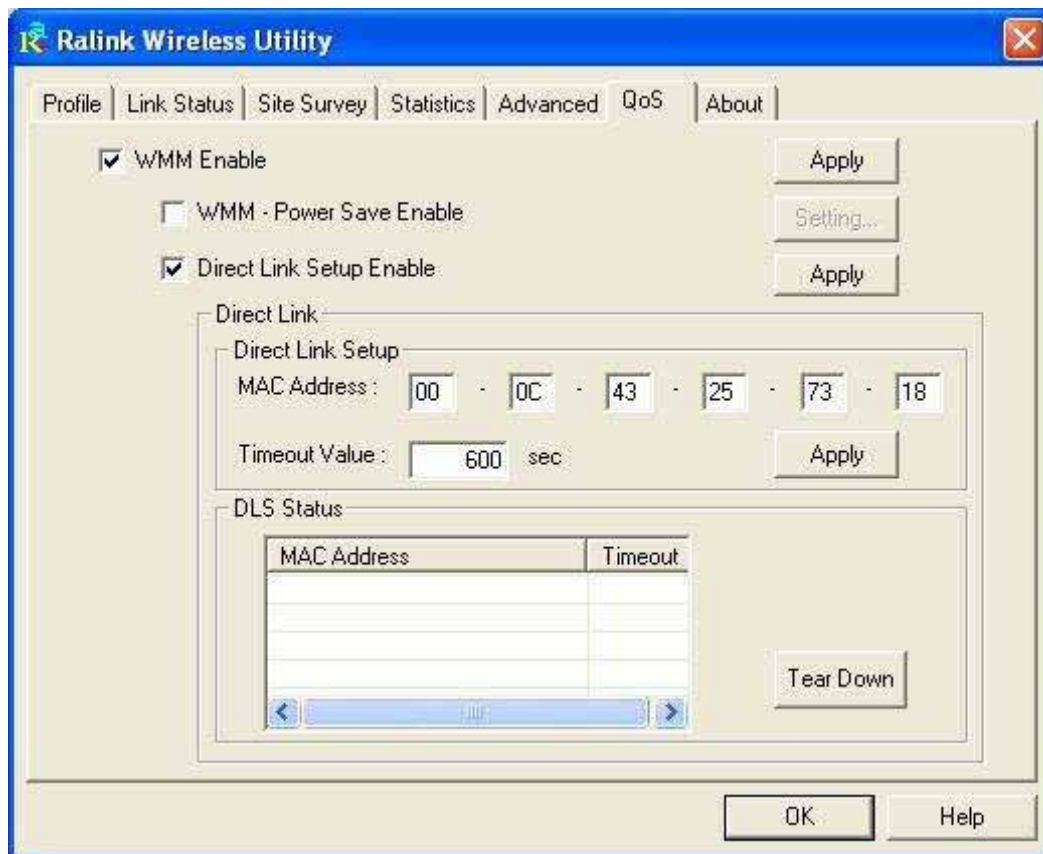 Ralink Wireless Utility
Profile Link Status Site Survey Statistics Advanced QoS About
WMM Enable Apply
WMM - Power Save Enable Setting...
Direct Link Setup Enable Apply
Direct Link
Direct Link Setup
MAC Address : 00 - 0C - 43 - 25 - 73 - 18
Timeout Value : 600 sec Apply
DLS Status
MAC Address Timeout
Tear Down
OK Help